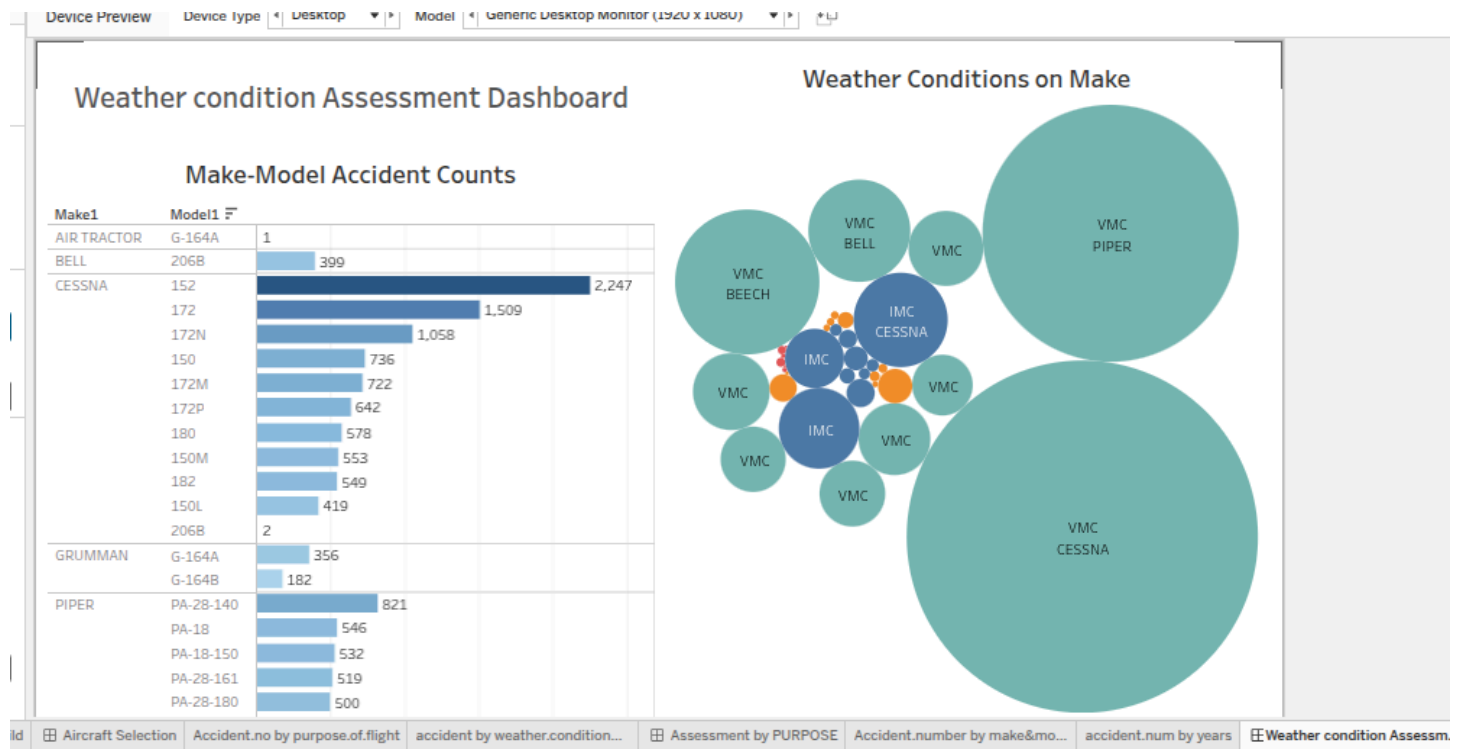 Device Preview Device Type Desktop Model Generic Desktop Monitor (1920 x 1080)
Weather condition Assessment Dashboard
Make-Model Accident Counts
Make1 Model1
AIR TRACTOR G-164A 1
BELL 206B 399
CESSNA 152 2,247
172 1,509
172N 1,058
150 736
172M 722
172P 642
180 578
150M 553
182 549
150L 419
206B 2
GRUMMAN G-164A 356
G-164B 182
PIPER PA-28-140 821
PA-18 546
PA-18-150 532
PA-28-161 519
PA-28-180 500
Weather Conditions on Make
VMC
PIPER
VMC
BELL
VMC
VMC
BEECH
IMC
CESSNA
IMC
VMC
VMC
IMC
VMC
VMC
VMC
VMC
CESSNA
ld Aircraft Selection Accident.no by purpose.of.flight accident by weather.condition... Assessment by PURPOSE Accident.number by make&mo... accident.num by years Weather condition Assessm.